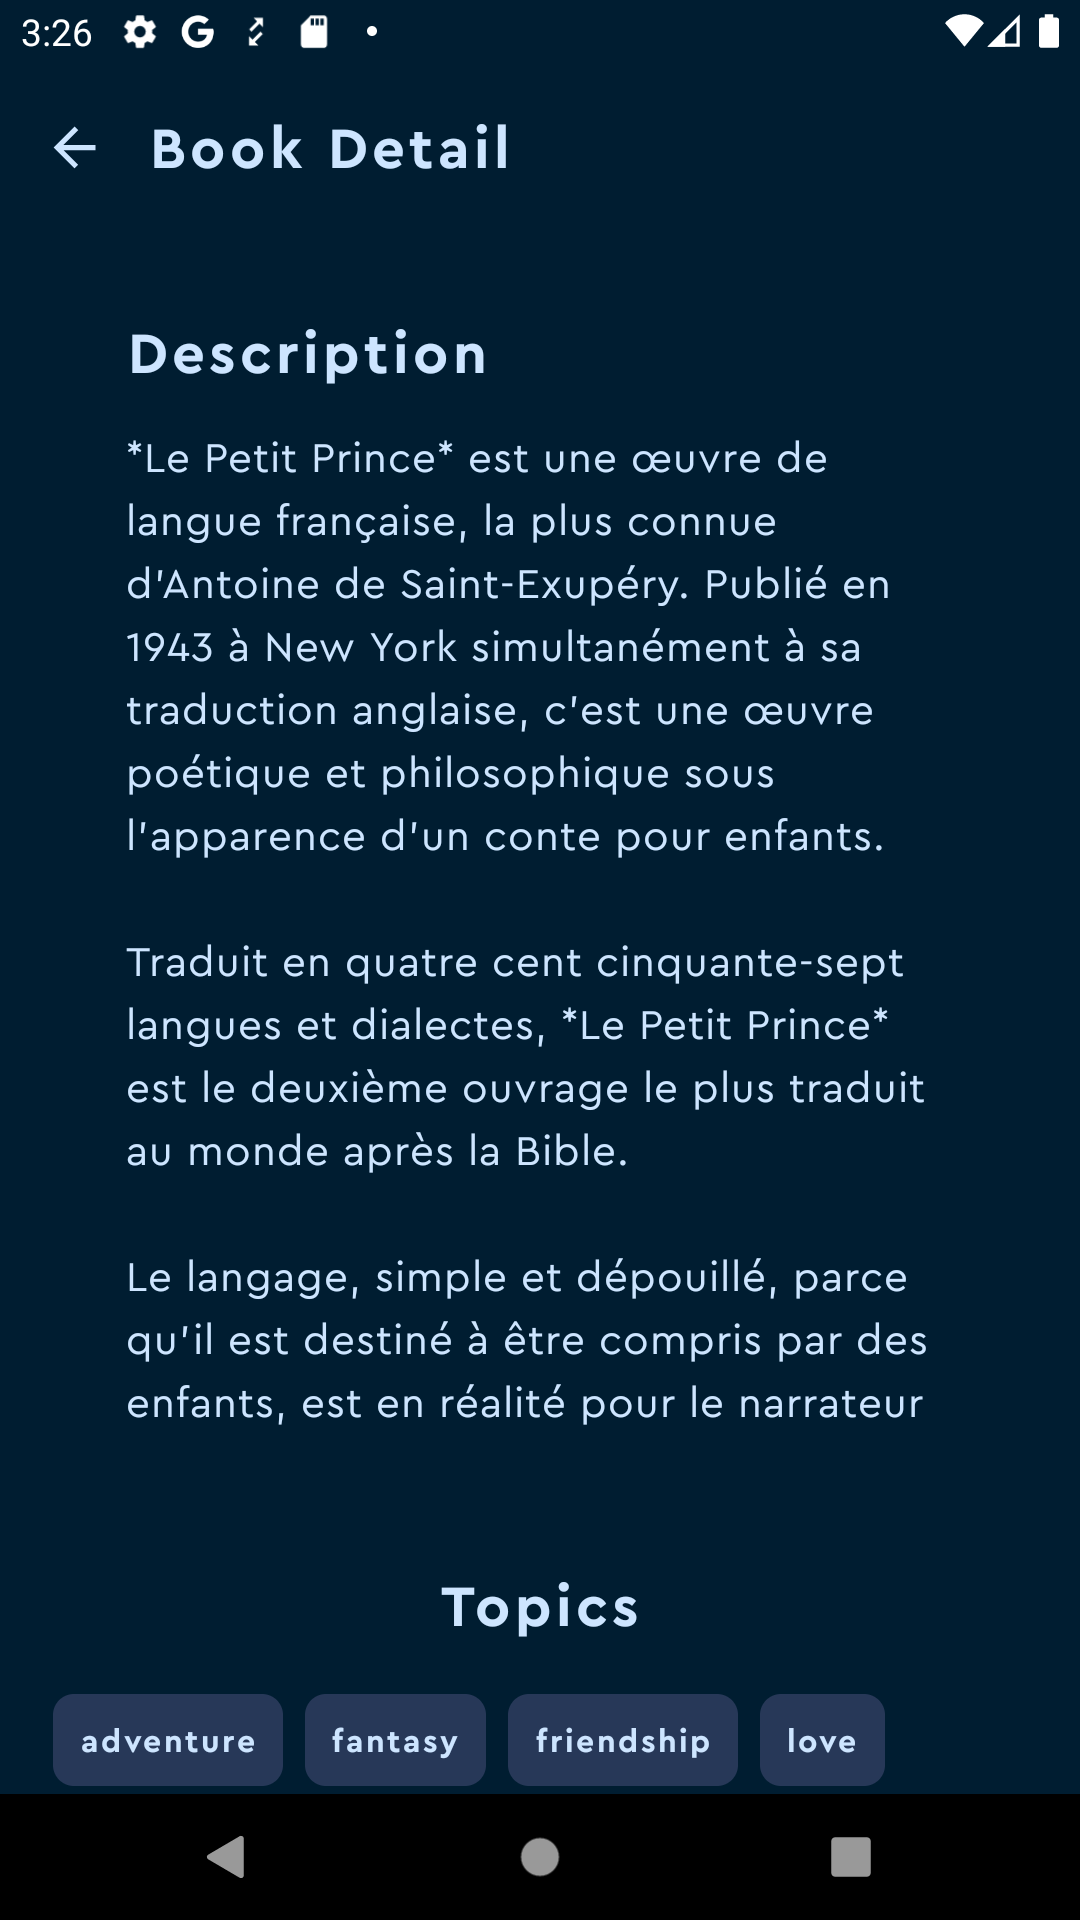 3:26
Book Detail
Description
*Le Petit Prince* est une œuvre de
langue française, la plus connue
d'Antoine de Saint-Exupéry. Publié en
1943 à New York simultanément à sa
traduction anglaise, c'est une œuvre
poétique et philosophique sous
l'apparence d'un conte pour enfants.
Traduit en quatre cent cinquante-sept
langues et dialectes, *Le Petit Prince*
est le deuxième ouvrage le plus traduit
au monde après la Bible.
Le langage, simple et dépouillé, parce
qu'il est destiné à être compris par des
enfants, est en réalité pour le narrateur
Topics
adventure fantasy friendship love